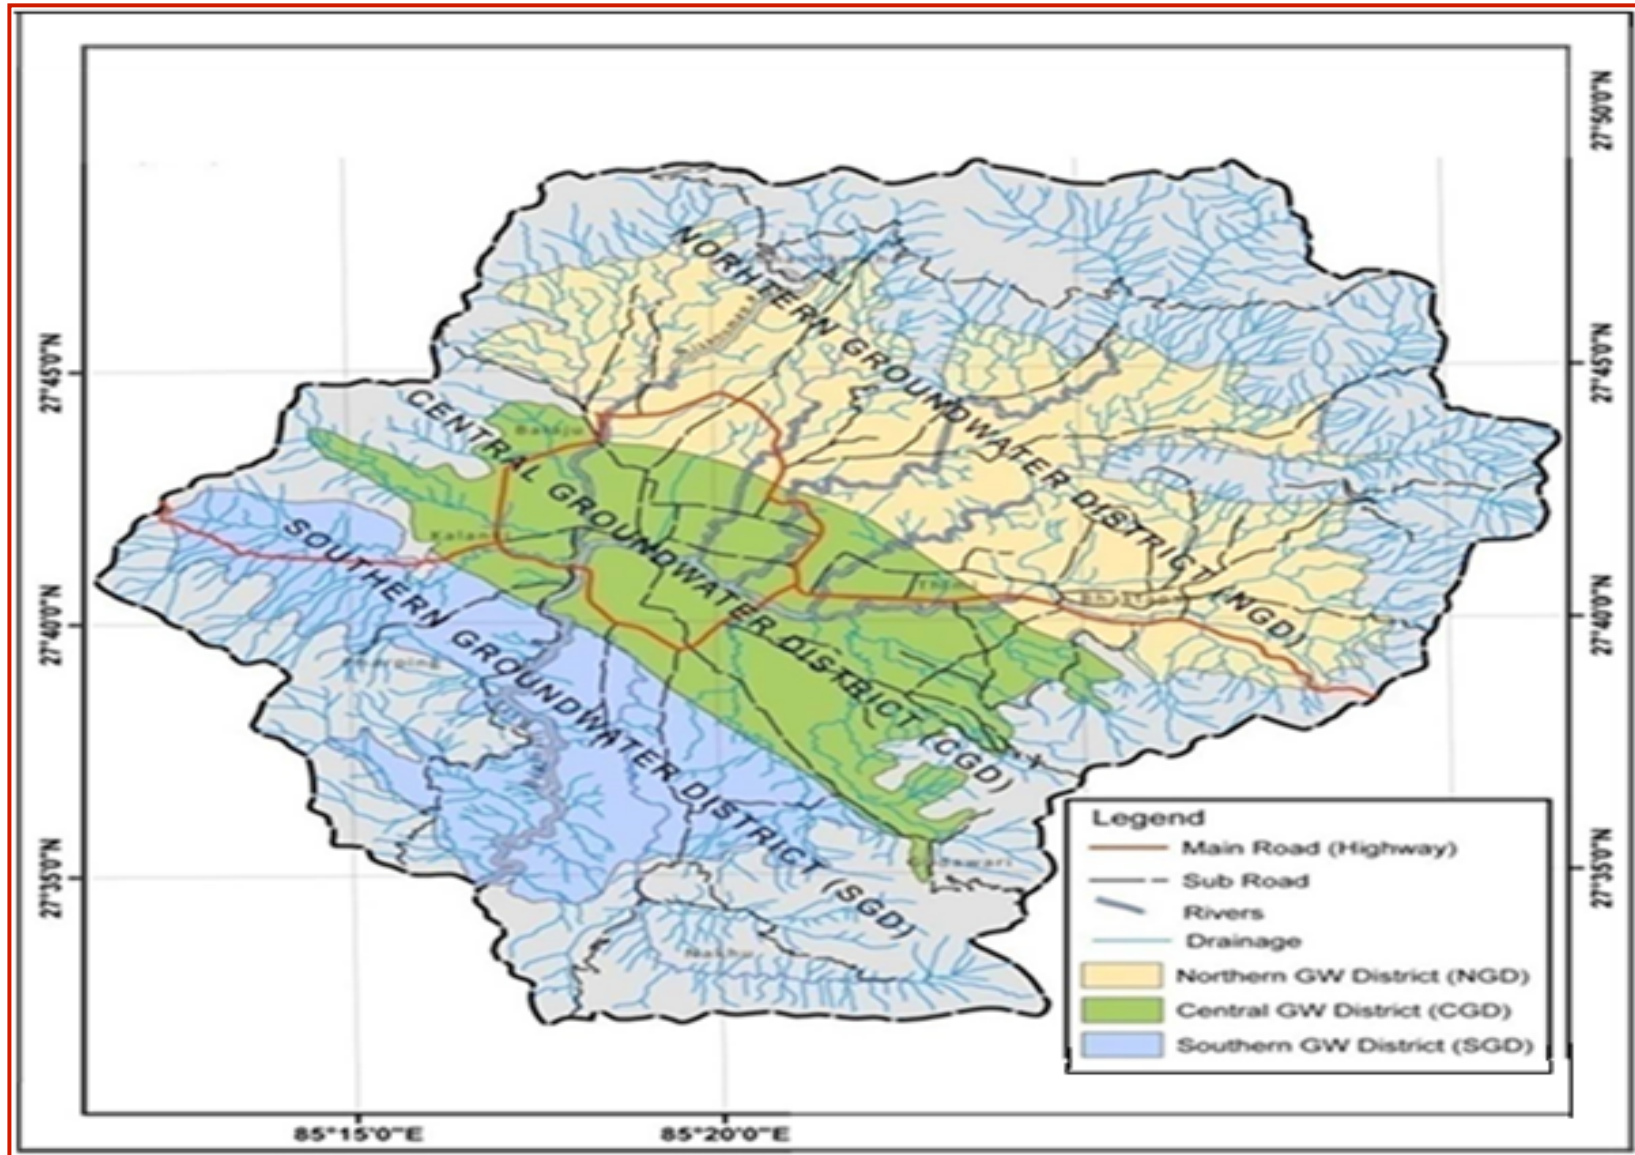 27°50'0"N
27°45'0"N
27°45'0"N
27°40'0"N
27°40'0"N
27°35'0"N
27°35'0"N
85°15'0"E
85°20'0"E
NORHTERN GROUNDWATER DISTRICT (NGD)
CENTRAL GROUNDWATER DISTRICT (CGD)
SOUTHERN GROUNDWATER DISTRICT (SGD)
Balaju
Thimi
Legend
Main Road (Highway)
Sub Road
Rivers
Drainage
Northern GW District (NGD)
Central GW District (CGD)
Southern GW District (SGD)